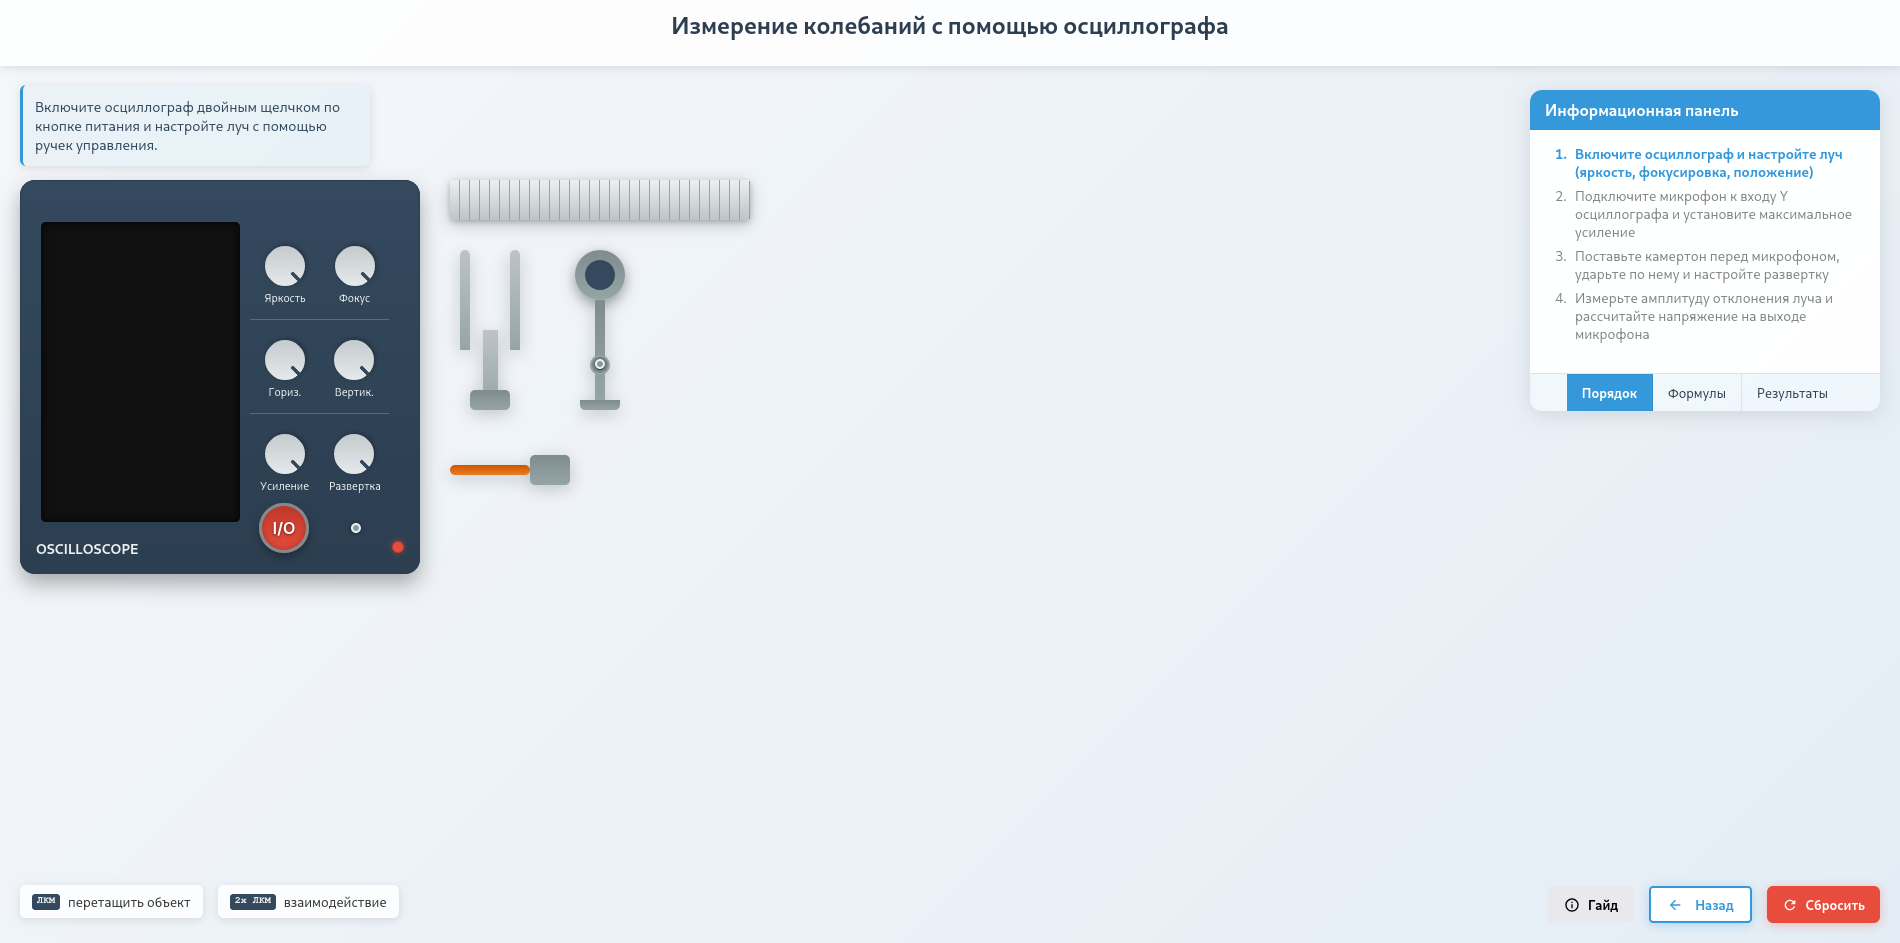 Измерение колебаний с помощью осциллографа
Включите осциллограф двойным щелчком по
кнопке питания и настройте луч с помощью
ручек управления.
Яркость
Фокус
Гориз.
Вертик.
Усиление
Развертка
I/O
OSCILLOSCOPE
Информационная панель
1. Включите осциллограф и настройте луч
(яркость, фокусировка, положение)
2. Подключите микрофон к входу Y
осциллографа и установите максимальное
усиление
3. Поставьте камертон перед микрофоном,
ударьте по нему и настройте развертку
4. Измерьте амплитуду отклонения луча и
рассчитайте напряжение на выходе
микрофона
Порядок
Формулы
Результаты
ЛКМ перетащить объект
2x ЛКМ взаимодействие
Гайд
Назад
Сбросить